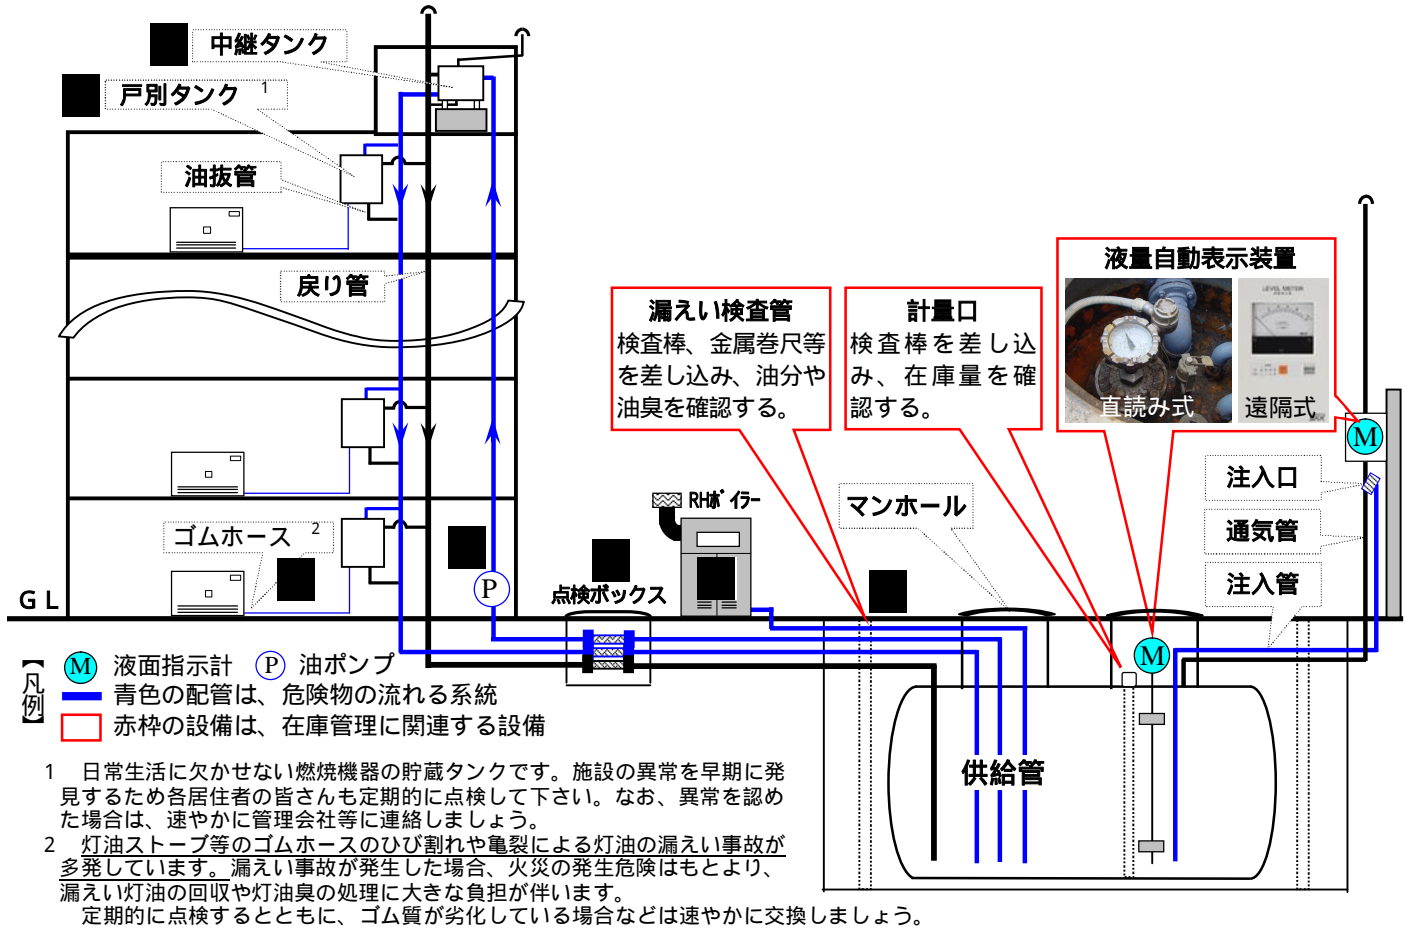 中継タンク
戸別タンク 1
油抜管
戻り管
ゴムホース 2
GL
P
点検ボックス
RHﾎﾞｲﾗｰ
マンホール
漏えい検査管
検査棒、金属巻尺等
を差し込み、油分や
油臭を確認する。
計量口
検査棒を差し込
み、在庫量を確
認する。
液量自動表示装置
LEVEL METER
直読み式
遠隔式
M
注入口
通気管
注入管
M
供給管
【凡例】
M 液面指示計 P 油ポンプ
青色の配管は、危険物の流れる系統
赤枠の設備は、在庫管理に関連する設備
1 日常生活に欠かせない燃焼機器の貯蔵タンクです。施設の異常を早期に発
見するため各居住者の皆さんも定期的に点検して下さい。なお、異常を認め
た場合は、速やかに管理会社等に連絡しましょう。
2 灯油ストーブ等のゴムホースのひび割れや亀裂による灯油の漏えい事故が
多発しています。漏えい事故が発生した場合、火災の発生危険はもとより、
漏えい灯油の回収や灯油臭の処理に大きな負担が伴います。
定期的に点検するとともに、ゴム質が劣化している場合などは速やかに交換しましょう。